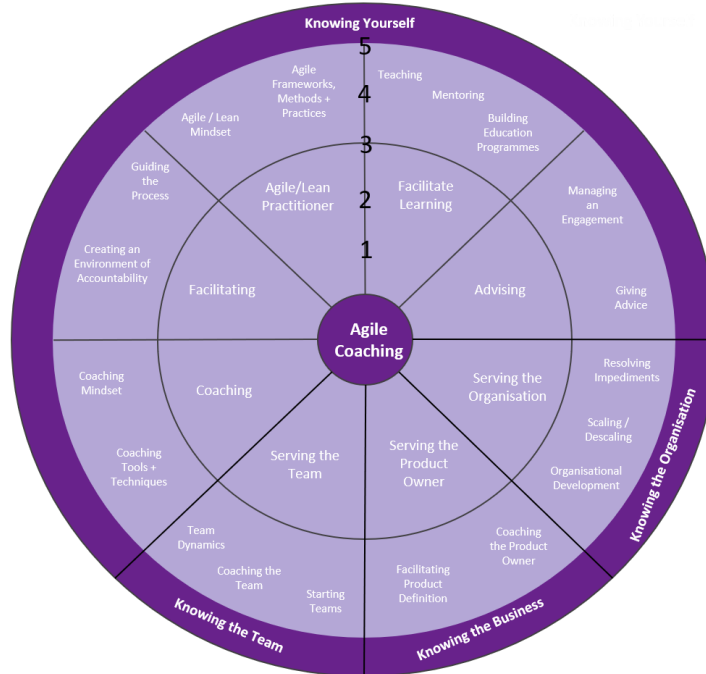 Knowing Yourself
5
4
3
2
1
Agile
Frameworks,
Methods +
Practices
Agile / Lean
Mindset
Teaching
Mentoring
Building
Education
Programmes
Guiding
the
Process
Creating an
Environment of
Accountability
Agile/Lean
Practitioner
Facilitate
Learning
Managing
an
Engagement
Giving
Advice
Facilitating
Advising
Agile
Coaching
Coaching
Mindset
Coaching
Coaching
Tools +
Techniques
Serving the
Team
Serving the
Product
Owner
Serving the
Organisation
Resolving
Impediments
Scaling /
Descaling
Organisational
Development
Team
Dynamics
Coaching the
Team
Starting
Teams
Facilitating
Product
Definition
Coaching
the Product
Owner
Knowing the Team
Knowing the Business
Knowing the Organisation